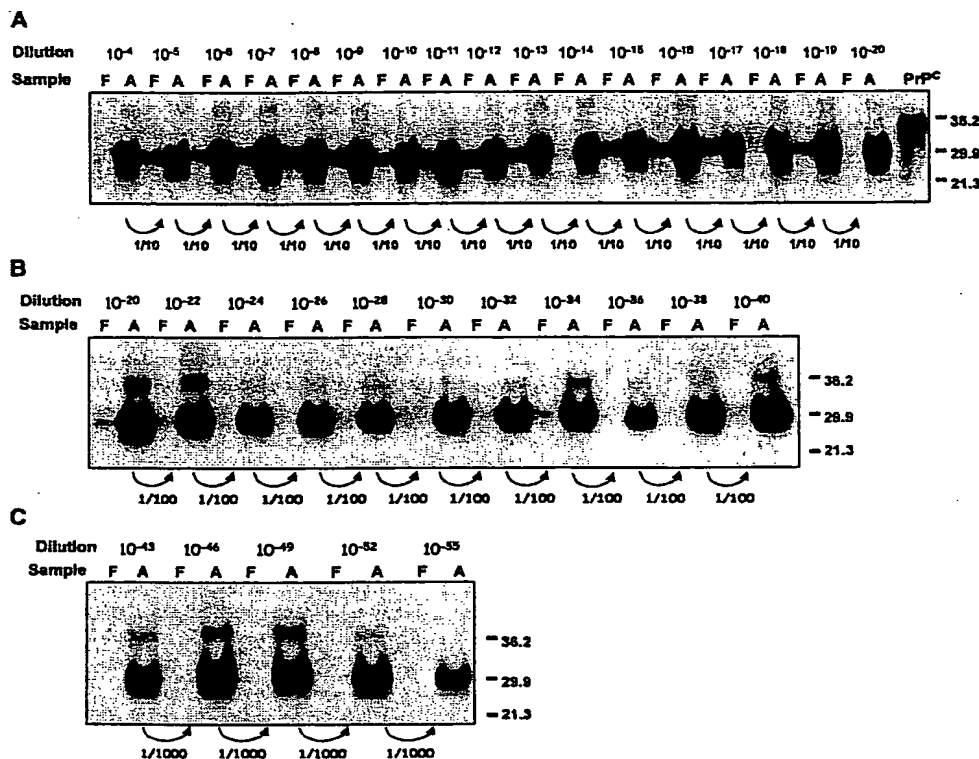 A
Dilution 10-4 10-5 10-6 10-7 10-8 10-9 10-10 10-11 10-12 10-13 10-14 10-15 10-16 10-17 10-18 10-19 10-20
Sample F A F A F A F A F A F A F A F A F A F A F A F A F A F A F A F A F A PrPC
36.2
29.9
21.3
1/10 1/10 1/10 1/10 1/10 1/10 1/10 1/10 1/10 1/10 1/10 1/10 1/10 1/10 1/10 1/10
B
Dilution 10-20 10-22 10-24 10-26 10-28 10-30 10-32 10-34 10-36 10-38 10-40
Sample F A F A F A F A F A F A F A F A F A F A F A
36.2
29.9
21.3
1/100 1/100 1/100 1/100 1/100 1/100 1/100 1/100 1/100 1/100
C
Dilution 10-43 10-46 10-49 10-52 10-55
Sample F A F A F A F A F A
36.2
29.9
21.3
1/1000 1/1000 1/1000 1/1000